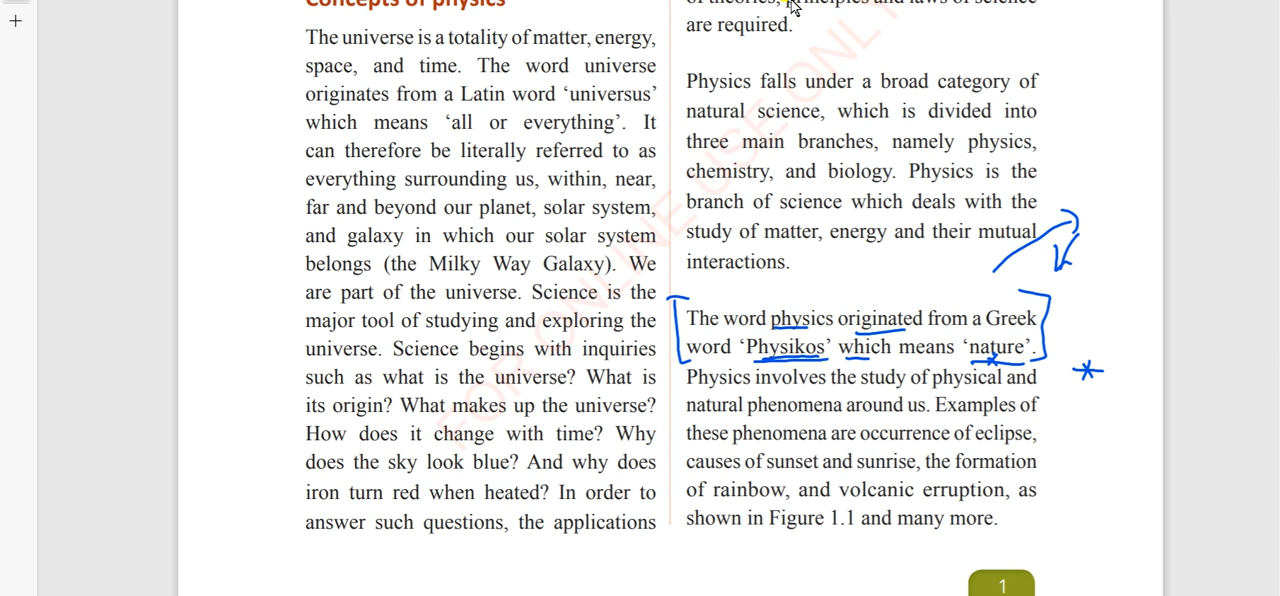 Concepts of physics
The universe is a totality of matter, energy,
space, and time. The word universe
originates from a Latin word ‘universus’
which means ‘all or everything’. It
can therefore be literally referred to as
everything surrounding us, within, near,
far and beyond our planet, solar system,
and galaxy in which our solar system
belongs (the Milky Way Galaxy). We
are part of the universe. Science is the
major tool of studying and exploring the
universe. Science begins with inquiries
such as what is the universe? What is
its origin? What makes up the universe?
How does it change with time? Why
does the sky look blue? And why does
iron turn red when heated? In order to
answer such questions, the applications
of theories, principles and laws of science
are required.
Physics falls under a broad category of
natural science, which is divided into
three main branches, namely physics,
chemistry, and biology. Physics is the
branch of science which deals with the
study of matter, energy and their mutual
interactions.
The word physics originated from a Greek
word ‘Physikos’ which means ‘nature’.
Physics involves the study of physical and
natural phenomena around us. Examples of
these phenomena are occurrence of eclipse,
causes of sunset and sunrise, the formation
of rainbow, and volcanic erruption, as
shown in Figure 1.1 and many more.
FOR ONLINE USE ONLY
1